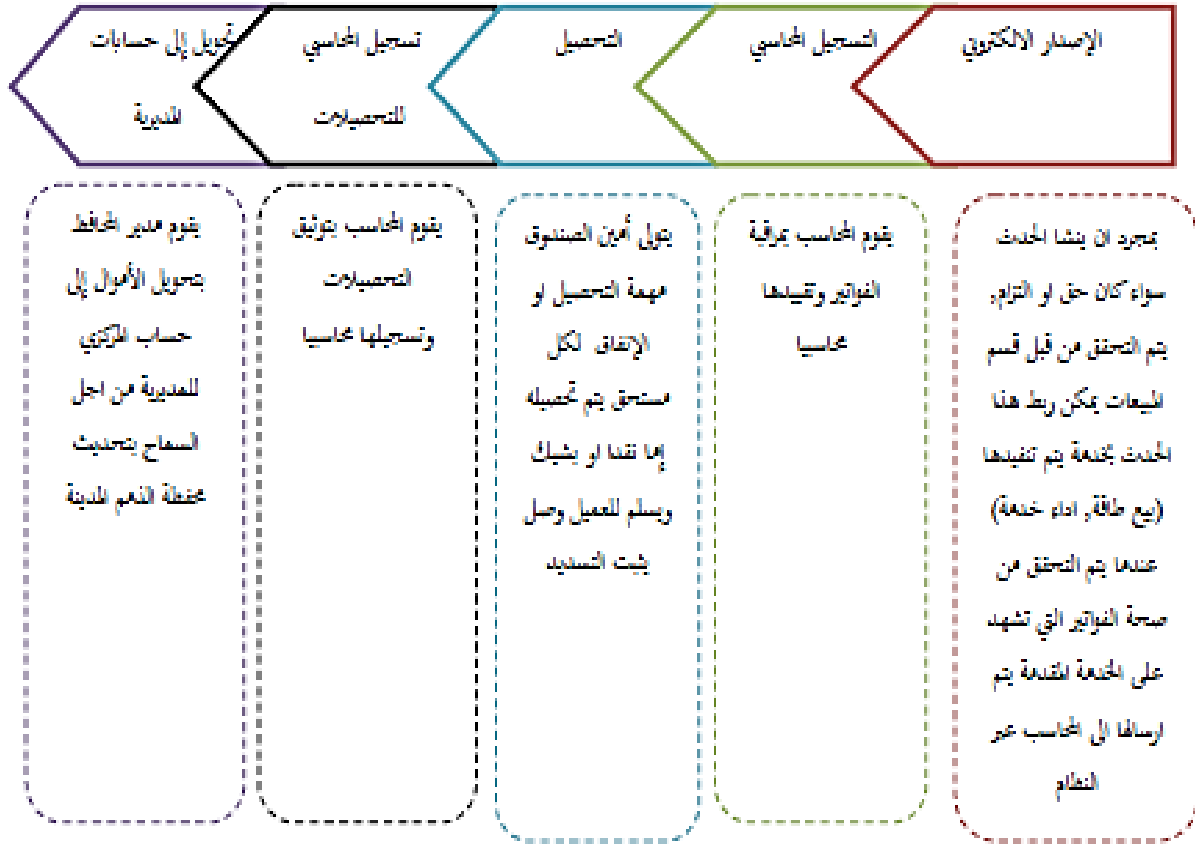 الإصدار الالكتروني
التسجيل المحاسبي
التحصيل
تسجيل المحاسبي
للتحصيلات
تحويل إلى حسابات
المديرية
بمجرد ان ينشا الحدث
سواء كان حق او التزام,
يتم التحقق من قبل قسم
المبيعات يمكن ربط هذا
الحدث بخدمة يتم تنفيدها
(بيع طاقة, اداء خدمة)
عندها يتم التحقق من
صحة الفواتير التي تشهد
على الخدمة المقدمة يتم
ارسالها الى المحاسب عبر
النظام
يقوم المحاسب بمراقبة
الفواتير وتقييدها
محاسبيا
يتولى أمين الصندوق
مهمة التحصيل او
الإنفاق لكل
مستحق يتم تحصيله
إما نقدا او بشيك
ويسلم للعميل وصل
يثبت التسديد
يقوم المحاسب بتوثيق
التحصيلات
وتسجيلها محاسبيا
يقوم مدير المحافظ
بتحويل الأموال إلى
حساب المركزي
للمديرية من اجل
السماح بتحديث
محفظة الذمم المدينة